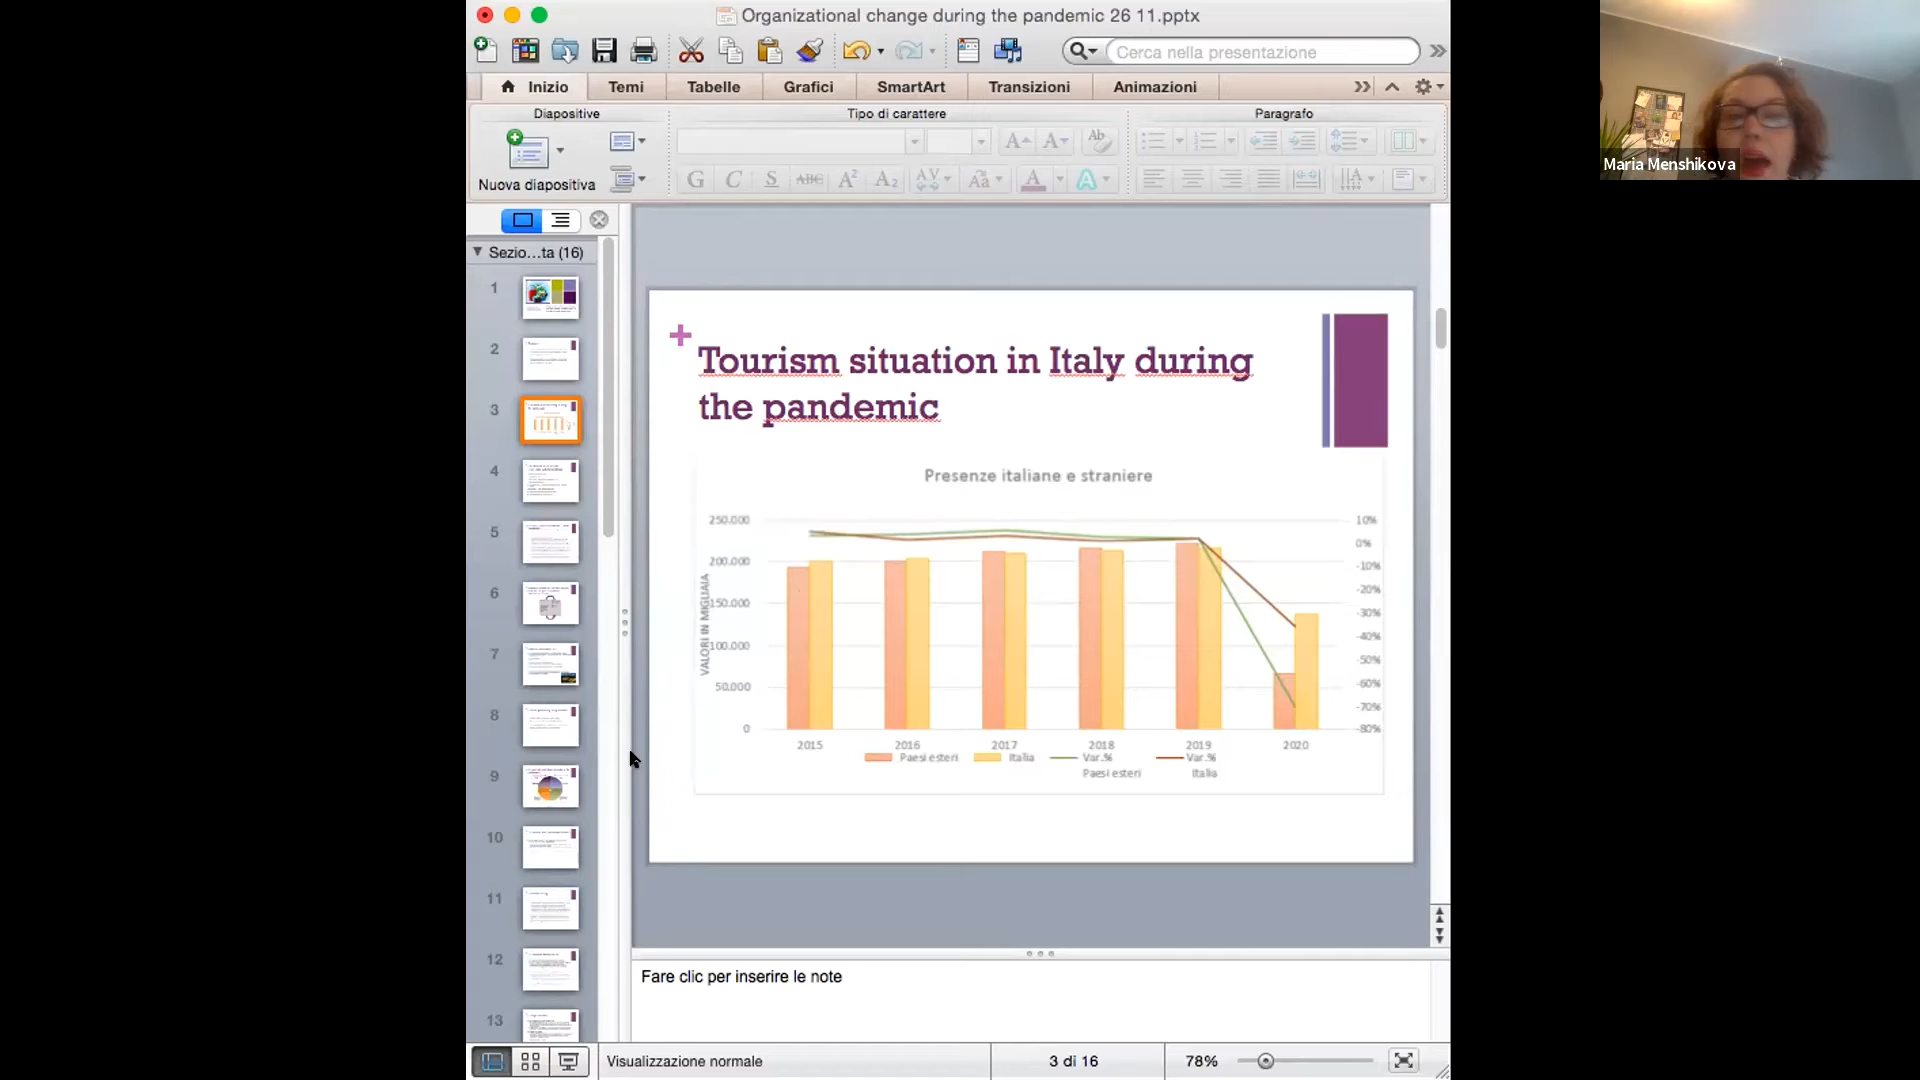 Organizational change during the pandemic 26 11.pptx
Cerca nella presentazione
Inizio
Temi
Tabelle
Grafici
SmartArt
Transizioni
Animazioni
Diapositive
Tipo di carattere
Paragrafo
Nuova diapositiva
G C S ABC A² A₂ AV Aa A A
Sezio...ta (16)
1
2
3
4
5
6
7
8
9
10
11
12
13
Tourism situation in Italy during
the pandemic
Presenze italiane e straniere
VALORI IN MIGLIAIA
250.000
200.000
150.000
100.000
50.000
0
10%
0%
-10%
-20%
-30%
-40%
-50%
-60%
-70%
-80%
2015 2016 2017 2018 2019 2020
Paesi esteri
Italia
Var.%
Paesi esteri
Var.%
Italia
Fare clic per inserire le note
Visualizzazione normale
3 di 16
78%
Maria Menshikova